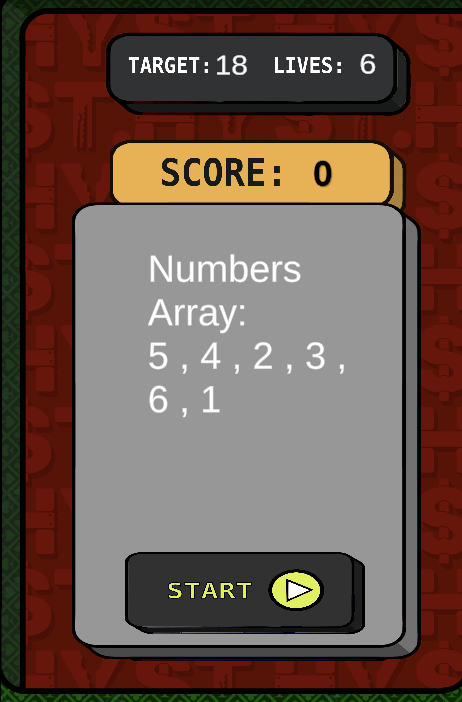 TARGET: 18 LIVES: 6
SCORE: 0
Numbers
Array:
5 , 4 , 2 , 3 ,
6 , 1
START